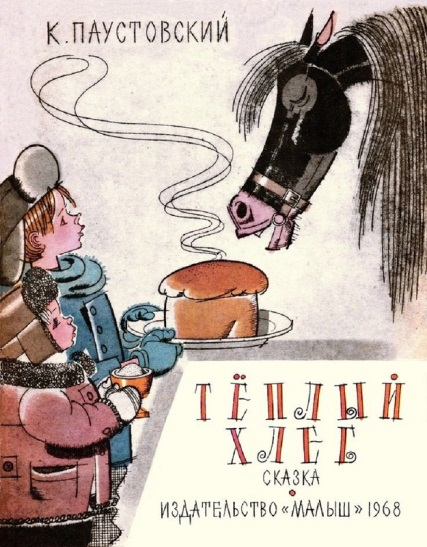 К. ПАУСТОВСКИЙ
ТЁПЛЫЙ
ХЛЕБ
СКАЗКА
ИЗДАТЕЛЬСТВО «МАЛЫШ» 1968